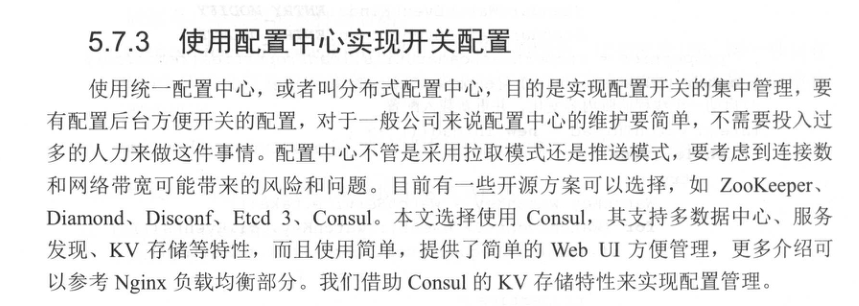 5.7.3 使用配置中心实现开关配置
使用统一配置中心，或者叫分布式配置中心，目的是实现配置开关的集中管理，要
有配置后台方便开关的配置，对于一般公司来说配置中心的维护要简单，不需要投入过
多的人力来做这件事情。配置中心不管是采用拉取模式还是推送模式，要考虑到连接数
和网络带宽可能带来的风险和问题。目前有一些开源方案可以选择，如 ZooKeeper、
Diamond、Disconf、Etcd 3、Consul。本文选择使用 Consul，其支持多数据中心、服务
发现、KV 存储等特性，而且使用简单，提供了简单的 Web UI 方便管理，更多介绍可
以参考 Nginx 负载均衡部分。我们借助 Consul 的 KV 存储特性来实现配置管理。